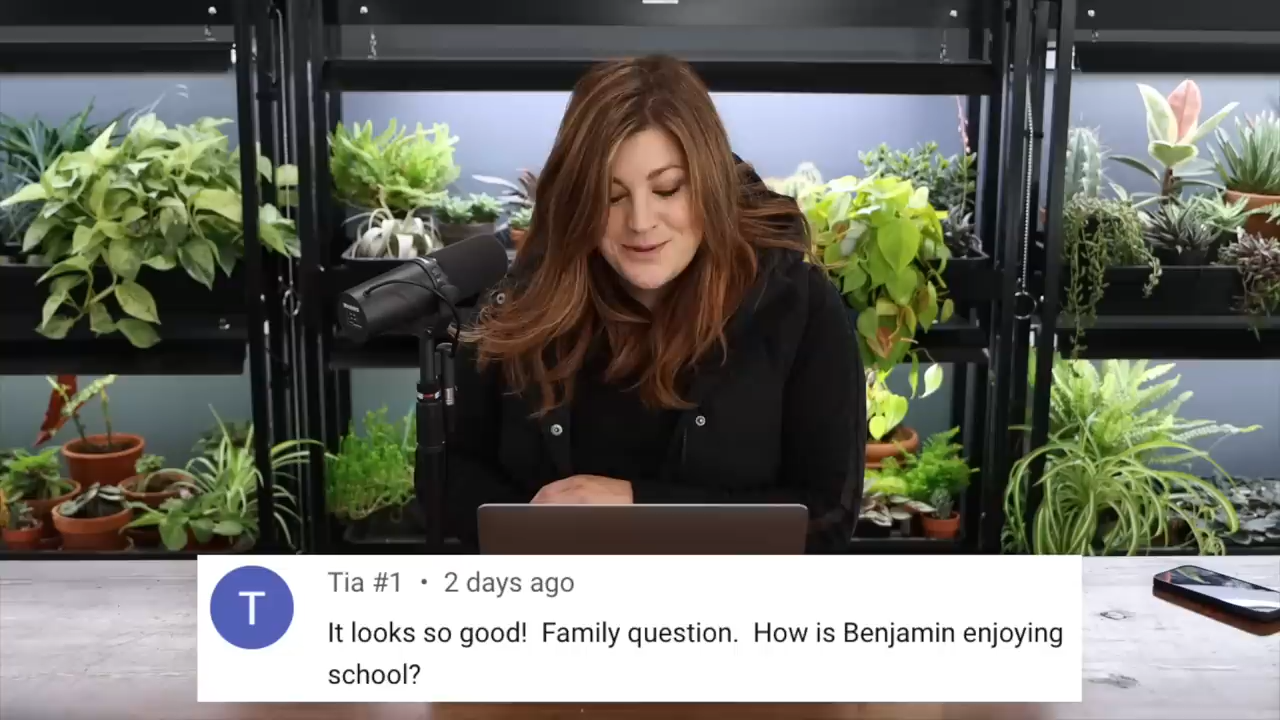 T
Tia #1 • 2 days ago
It looks so good!  Family question.  How is Benjamin enjoying
school?